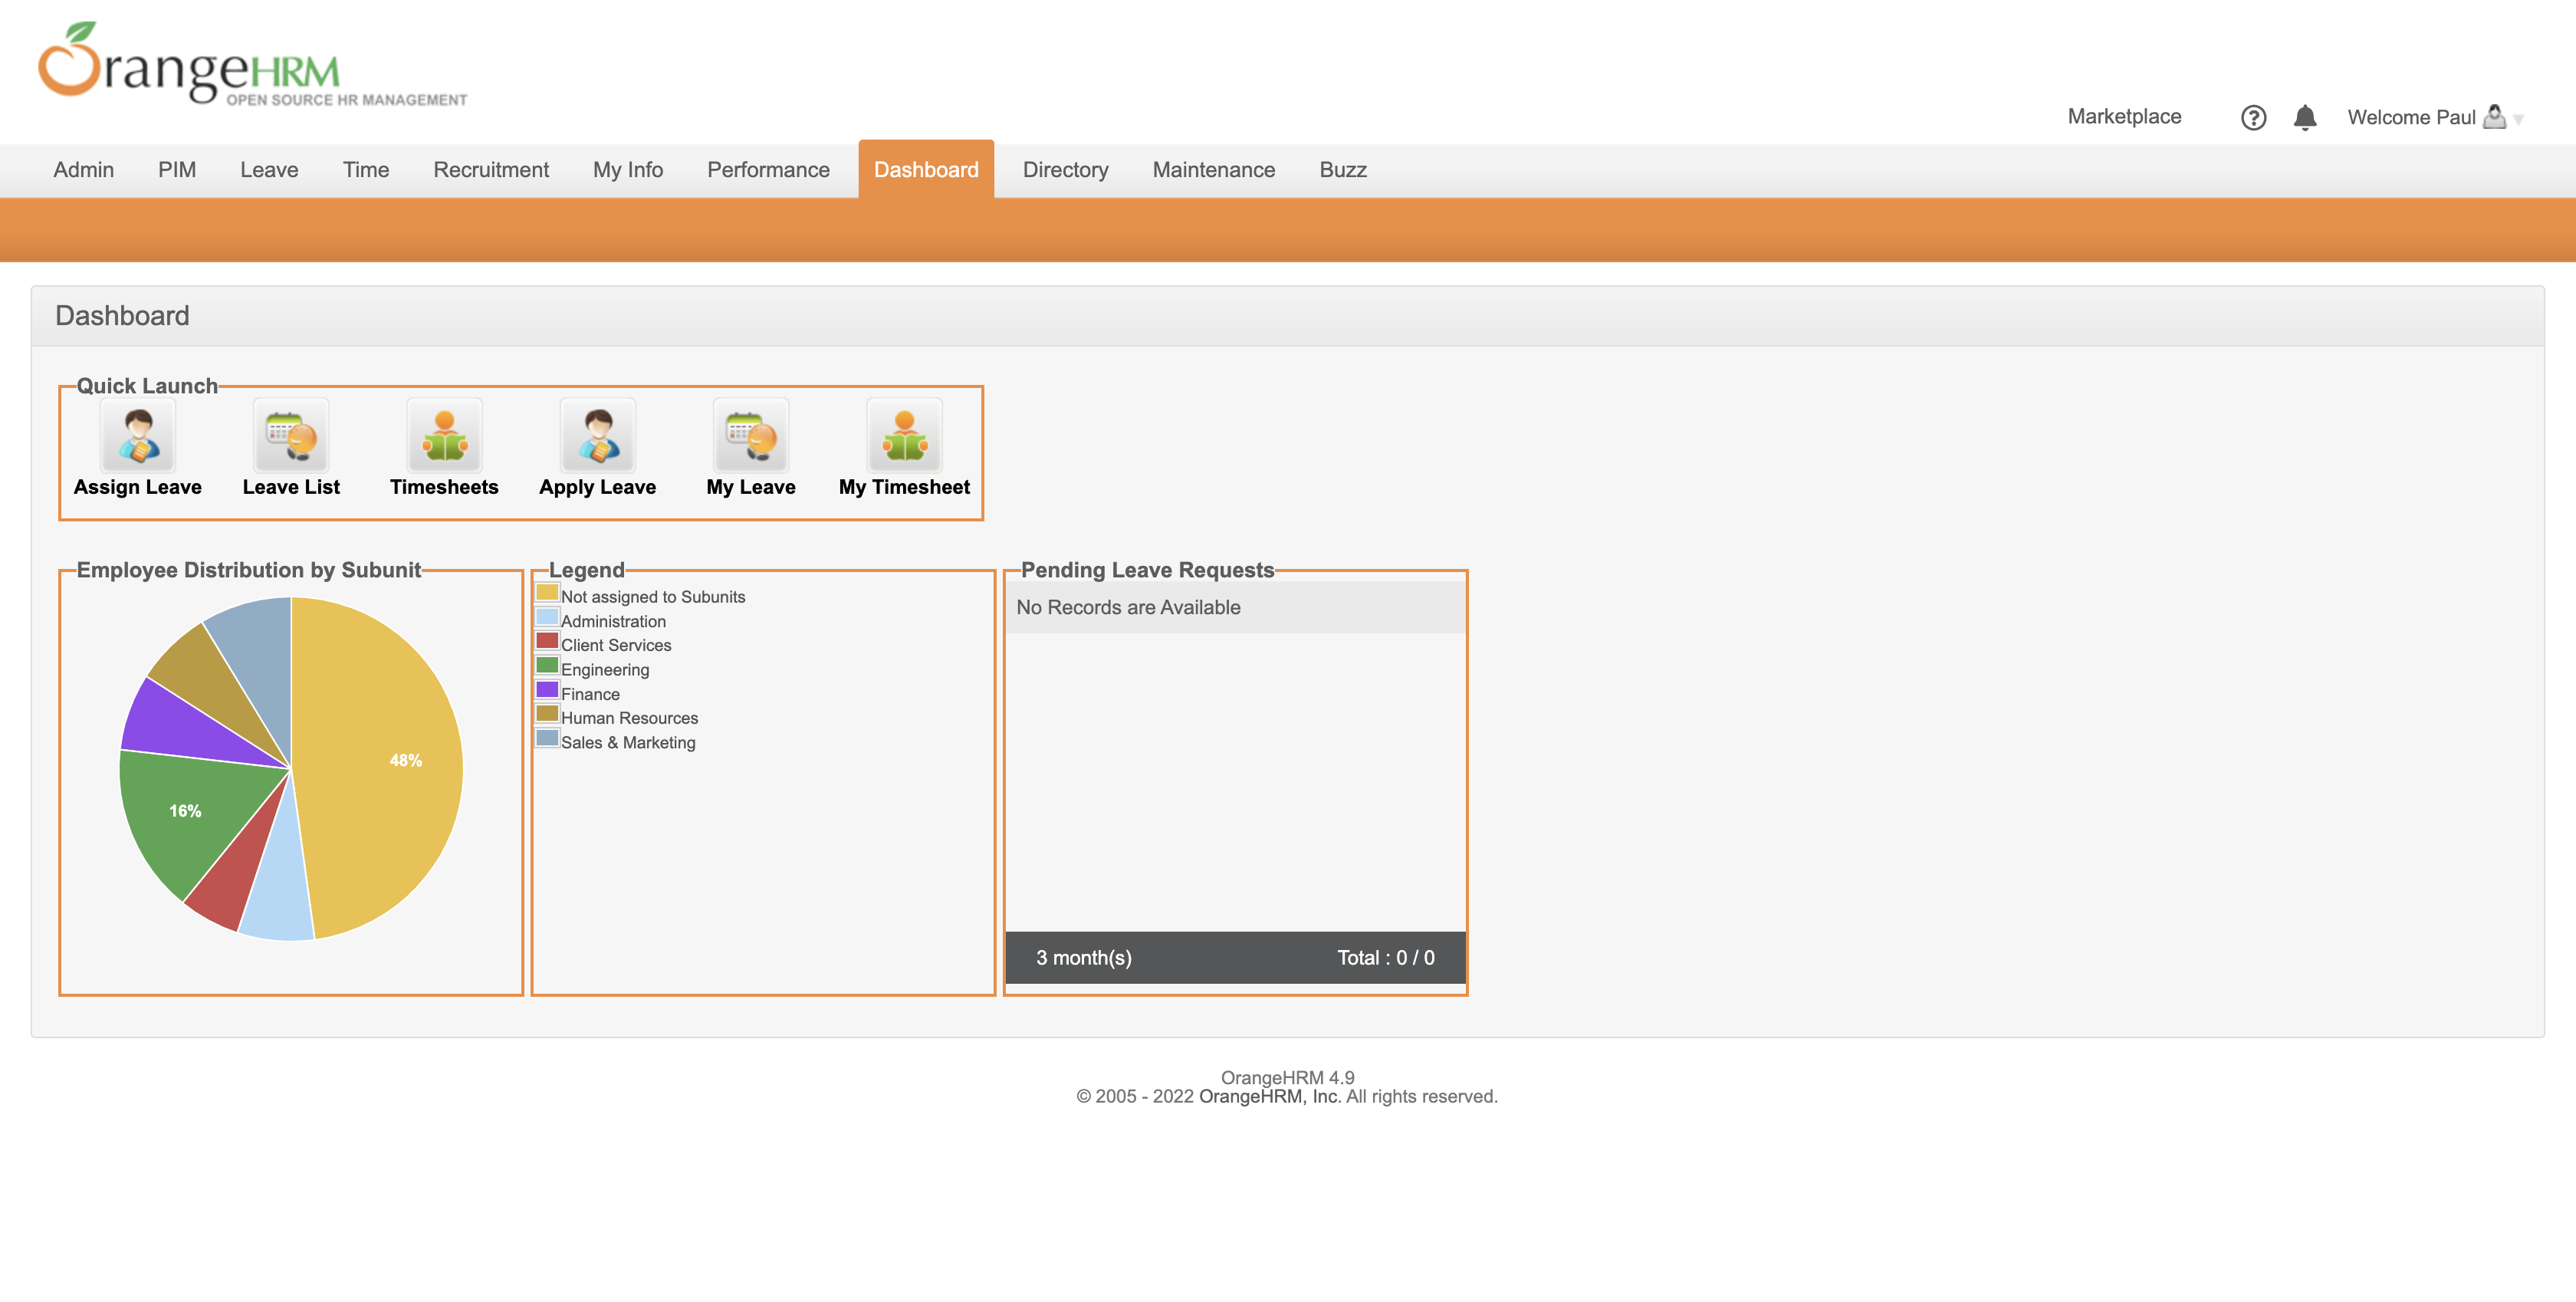 OrangeHRM
OPEN SOURCE HR MANAGEMENT
Marketplace ? Welcome Paul
Admin PIM Leave Time Recruitment My Info Performance Dashboard Directory Maintenance Buzz
Dashboard
Quick Launch
Assign Leave Leave List Timesheets Apply Leave My Leave My Timesheet
Employee Distribution by Subunit
48%
16%
Legend
Not assigned to Subunits
Administration
Client Services
Engineering
Finance
Human Resources
Sales & Marketing
Pending Leave Requests
No Records are Available
3 month(s) Total : 0 / 0
OrangeHRM 4.9
© 2005 - 2022 OrangeHRM, Inc. All rights reserved.